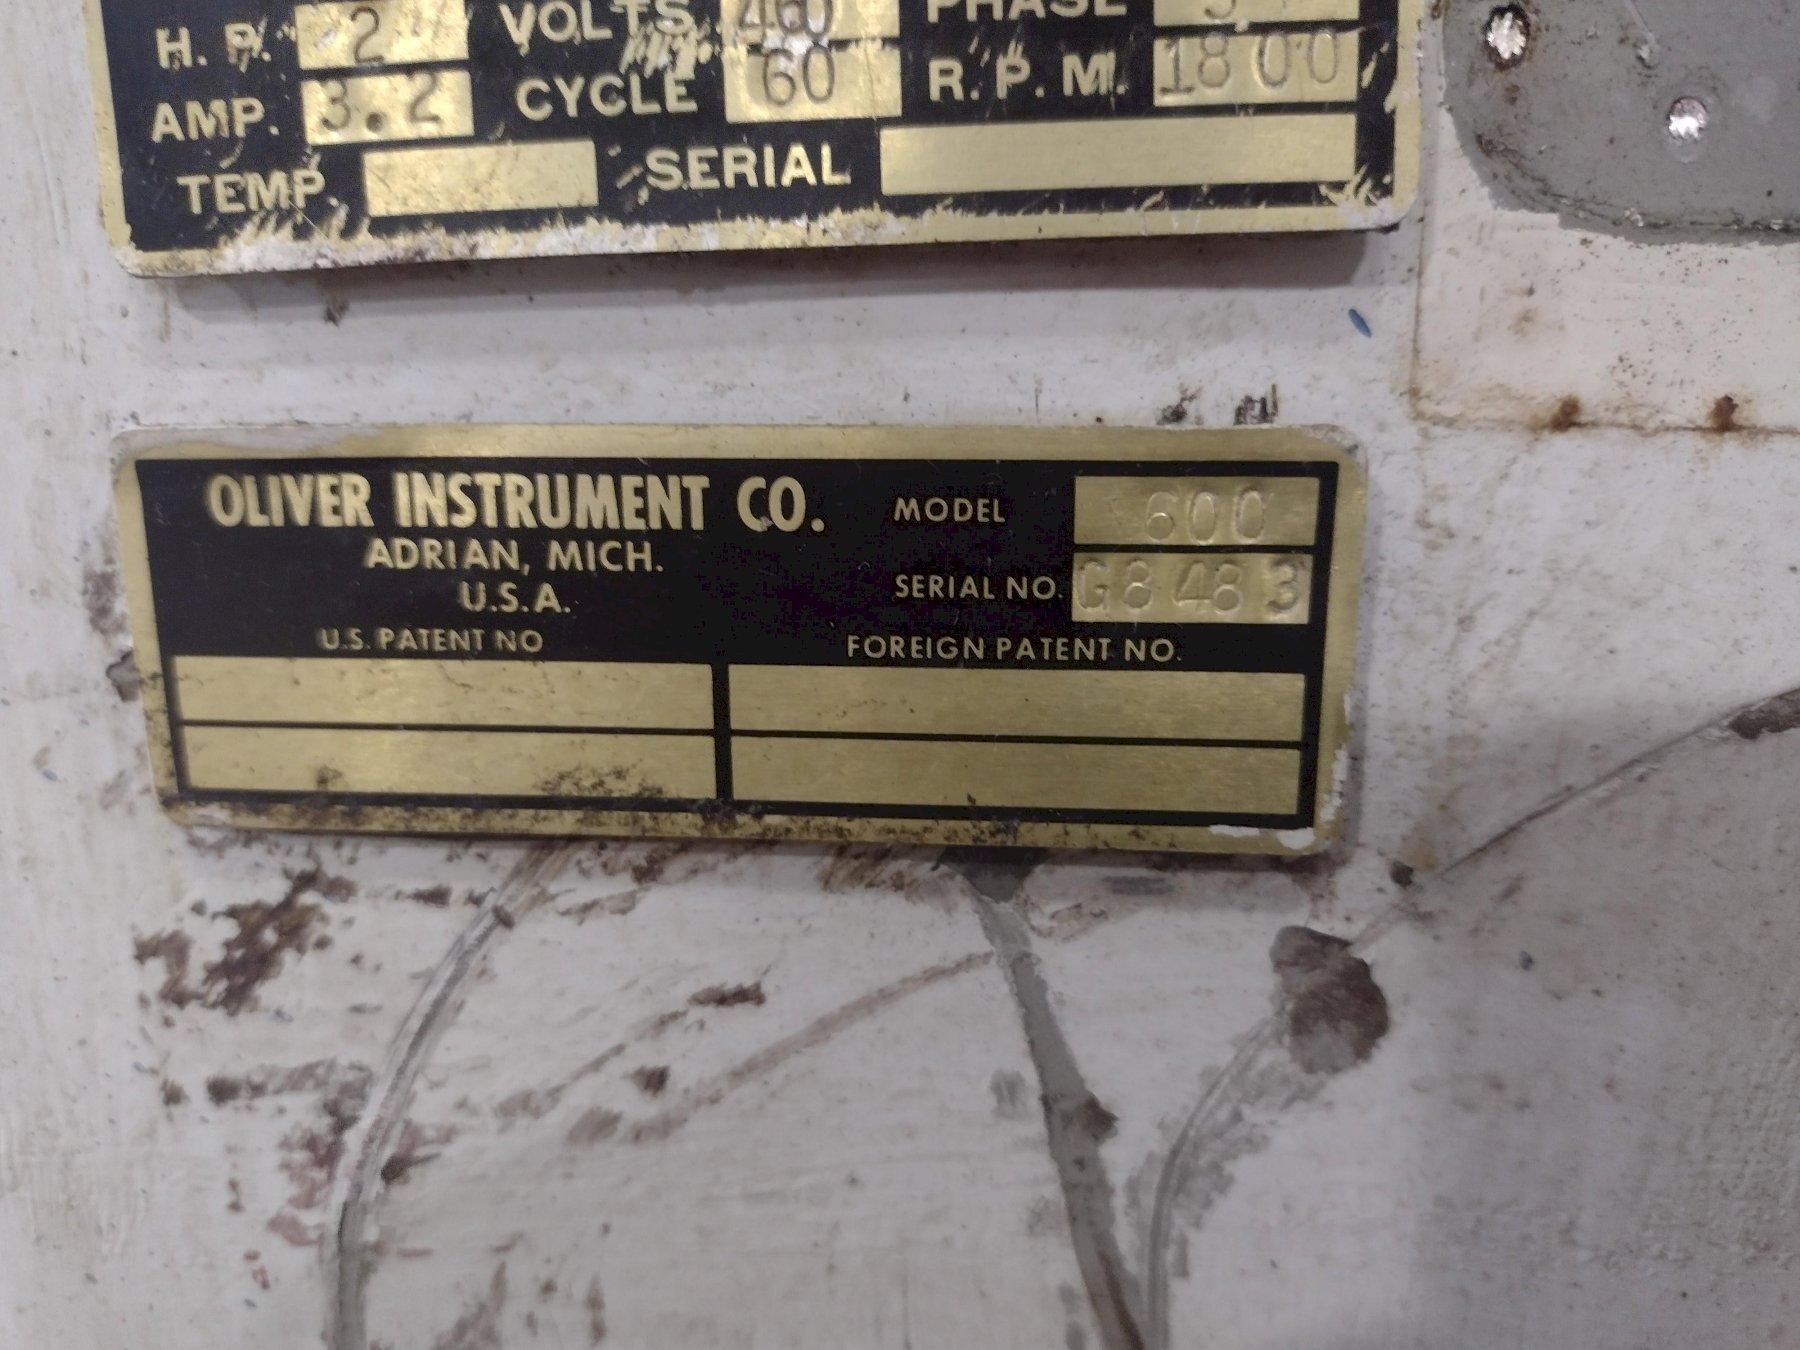 H. P. 2 VOLTS 460 PHASE 3
AMP. 3.2 CYCLE 60 R.P.M. 1800
TEMP. SERIAL
OLIVER INSTRUMENT CO. MODEL 600
ADRIAN, MICH.
U.S.A. SERIAL NO. G8483
U.S. PATENT NO FOREIGN PATENT NO.